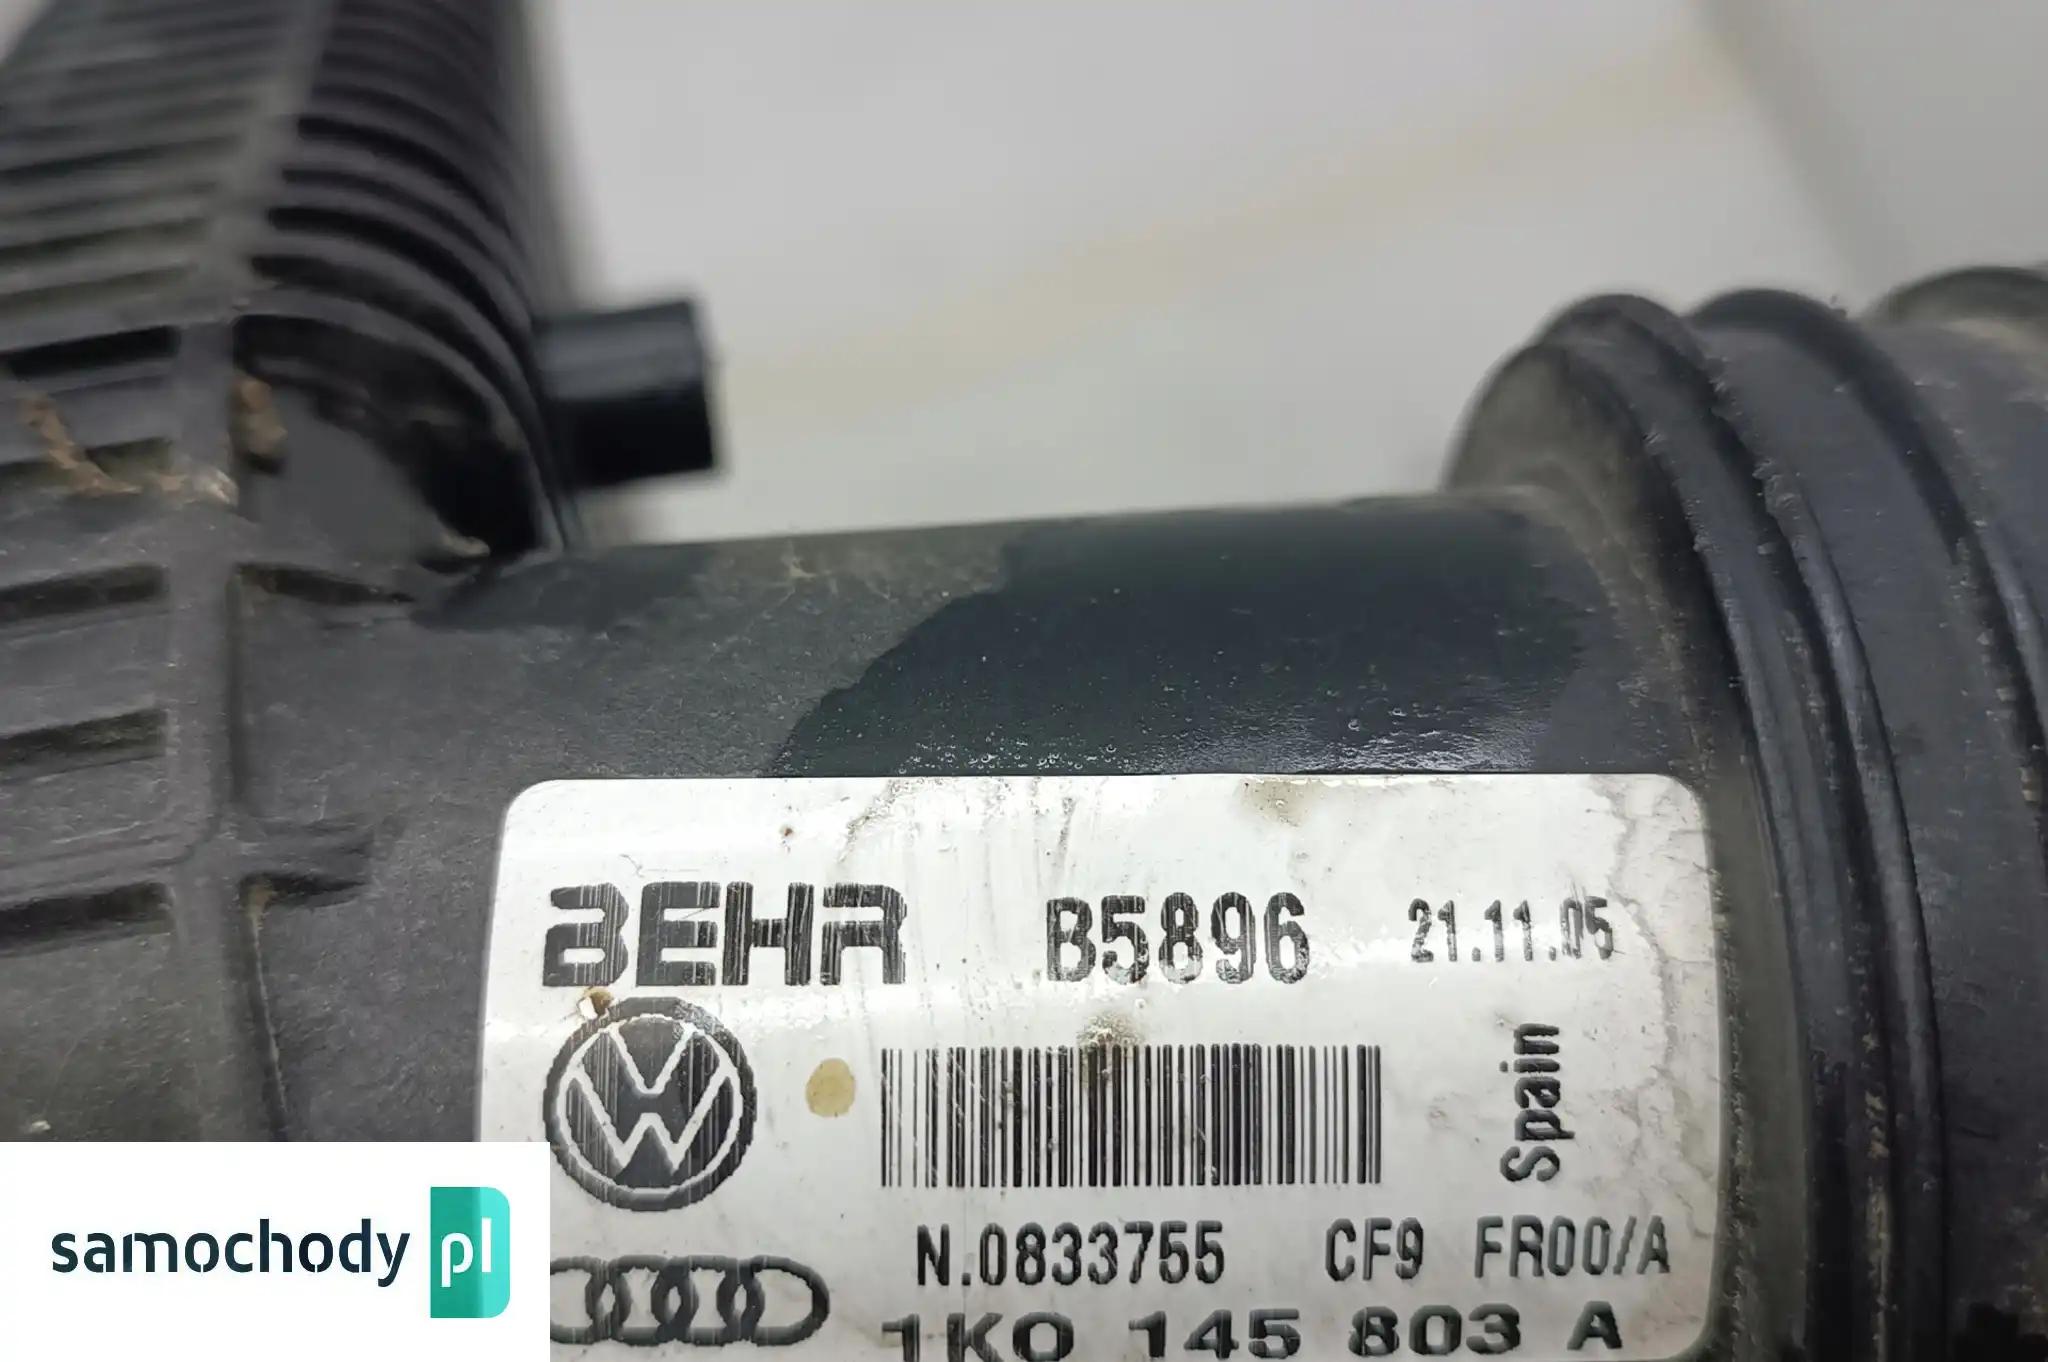 BEHR B5896 21.11.05
Spain
N.0833755 CF9 FR00/A
1K0 145 803 A
samochody pl